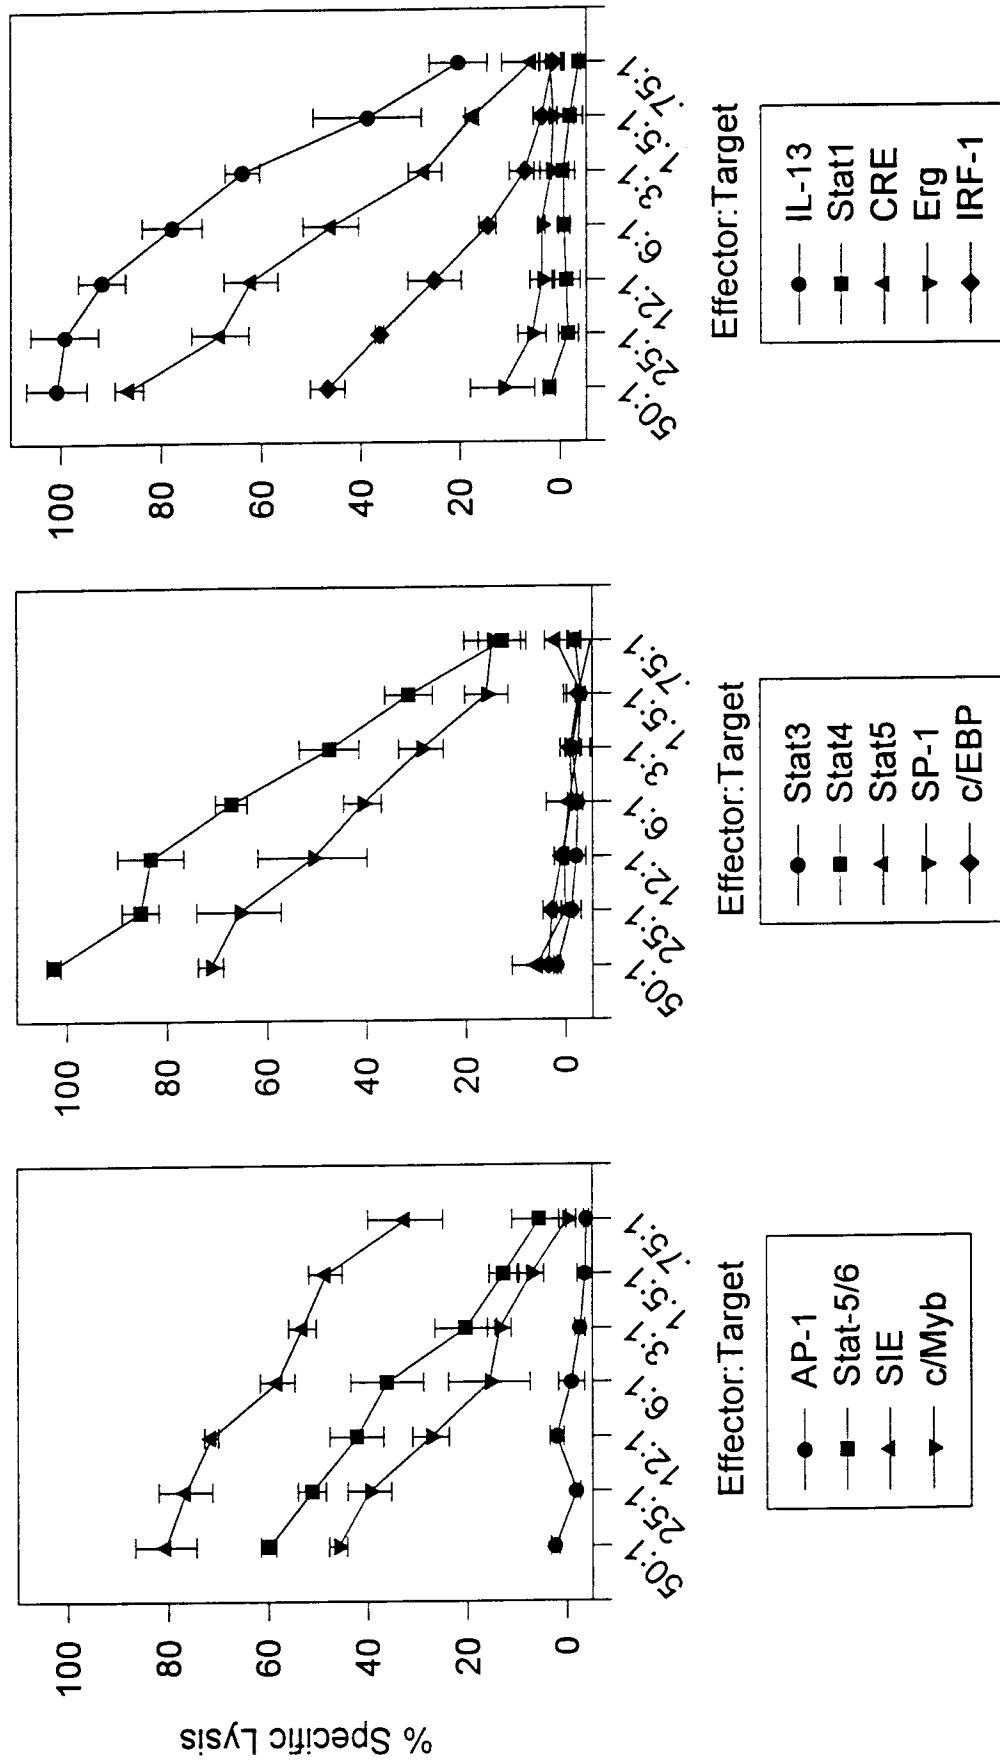 % Specific Lysis
100
80
60
40
20
0
50:1
25:1
12:1
6:1
3:1
1.5:1
.75:1
Effector:Target
AP-1
Stat-5/6
SIE
c/Myb
100
80
60
40
20
0
50:1
25:1
12:1
6:1
3:1
1.5:1
.75:1
Effector:Target
Stat3
Stat4
Stat5
SP-1
c/EBP
100
80
60
40
20
0
50:1
25:1
12:1
6:1
3:1
1.5:1
.75:1
Effector:Target
IL-13
Stat1
CRE
Erg
IRF-1